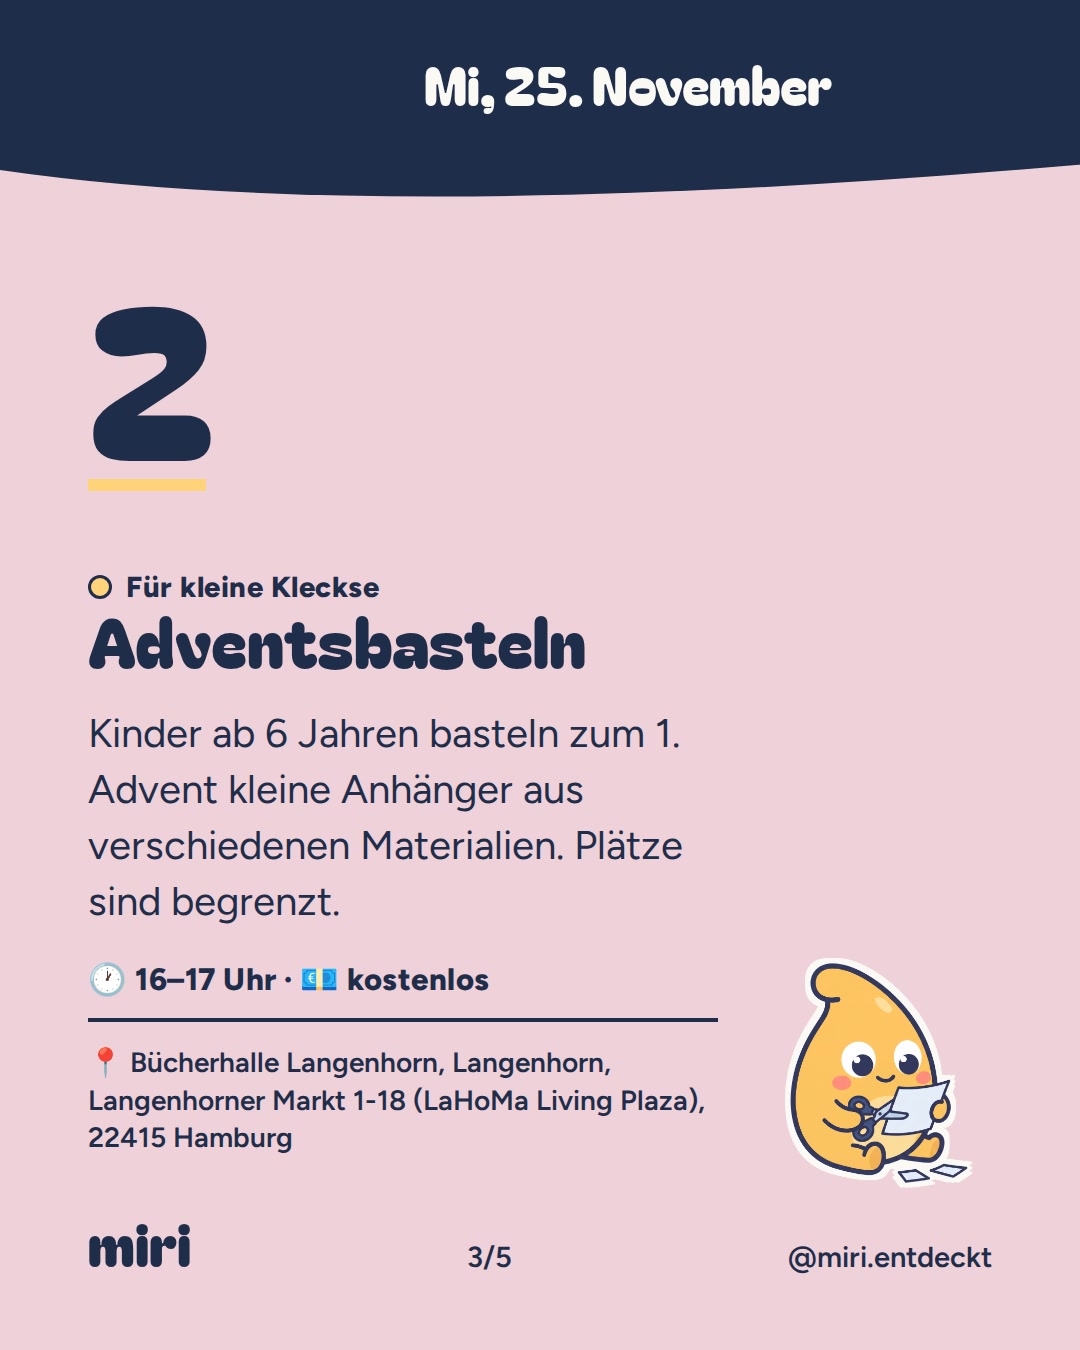 Mi, 25. November
2
Für kleine Kleckse
Adventsbasteln
Kinder ab 6 Jahren basteln zum 1.
Advent kleine Anhänger aus
verschiedenen Materialien. Plätze
sind begrenzt.
🕐 16–17 Uhr · 💶 kostenlos
📍 Bücherhalle Langenhorn, Langenhorn,
Langenhorner Markt 1-18 (LaHoMa Living Plaza),
22415 Hamburg
miri
3/5
@miri.entdeckt